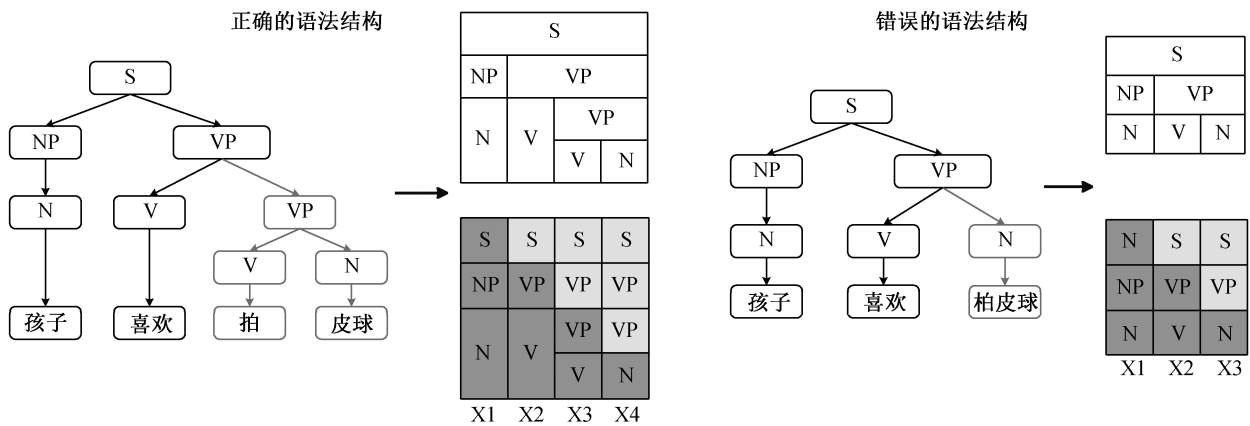 正确的语法结构
S
NP VP
N V VP
V N
孩子 喜欢 拍 皮球
S
NP VP
N V VP
V N
S S S S
NP VP VP VP
N V VP VP
V N
X1 X2 X3 X4
错误的语法结构
S
NP VP
N V N
孩子 喜欢 柏皮球
S
NP VP
N V N
N S S
NP VP VP
N V N
X1 X2 X3